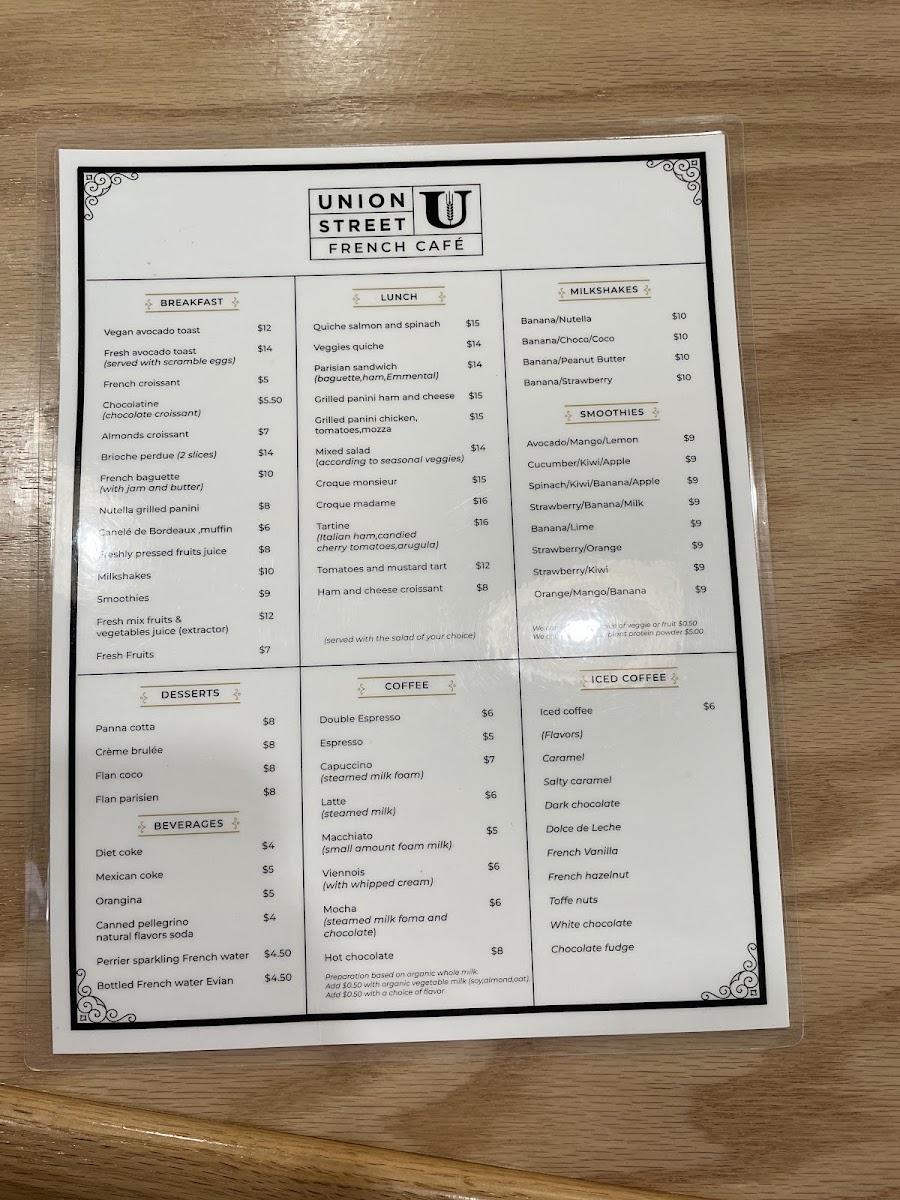 UNION
STREET
U
FRENCH CAFÉ
BREAKFAST
Vegan avocado toast $12
Fresh avocado toast $14
(served with scramble eggs)
French croissant $5
Chocolatine $5.50
(chocolate croissant)
Almonds croissant $7
Brioche perdue (2 slices) $14
French baguette $10
(with jam and butter)
Nutella grilled panini $8
Canelé de Bordeaux ,muffin $6
Freshly pressed fruits juice $8
Milkshakes $10
Smoothies $9
Fresh mix fruits & $12
vegetables juice (extractor)
Fresh Fruits $7
LUNCH
Quiche salmon and spinach $15
Veggies quiche $14
Parisian sandwich $14
(baguette,ham,Emmental)
Grilled panini ham and cheese $15
Grilled panini chicken, $15
tomatoes,mozza
Mixed salad $14
(according to seasonal veggies)
Croque monsieur $15
Croque madame $16
Tartine $16
(Italian ham,candied
cherry tomatoes,arugula)
Tomatoes and mustard tart $12
Ham and cheese croissant $8
(served with the salad of your choice)
MILKSHAKES
Banana/Nutella $10
Banana/Choco/Coco $10
Banana/Peanut Butter $10
Banana/Strawberry $10
SMOOTHIES
Avocado/Mango/Lemon $9
Cucumber/Kiwi/Apple $9
Spinach/Kiwi/Banana/Apple $9
Strawberry/Banana/Milk $9
Banana/Lime $9
Strawberry/Orange $9
Strawberry/Kiwi $9
Orange/Mango/Banana $9
We of veggie or fruit $0.50
We plant protein powder $5.00
DESSERTS
Panna cotta $8
Crème brulée $8
Flan coco $8
Flan parisien $8
BEVERAGES
Diet coke $4
Mexican coke $5
Orangina $5
Canned pellegrino $4
natural flavors soda
Perrier sparkling French water $4.50
Bottled French water Evian $4.50
COFFEE
Double Espresso $6
Espresso $5
Capuccino $7
(steamed milk foam)
Latte $6
(steamed milk)
Macchiato $5
(small amount foam milk)
Viennois $6
(with whipped cream)
Mocha $6
(steamed milk foma and
chocolate)
Hot chocolate $8
Preparation based on organic whole milk.
Add $0.50 with organic vegetable milk (soy,almond,oat)
Add $0.50 with a choice of flavor
ICED COFFEE
Iced coffee $6
(Flavors)
Caramel
Salty caramel
Dark chocolate
Dolce de Leche
French Vanilla
French hazelnut
Toffe nuts
White chocolate
Chocolate fudge